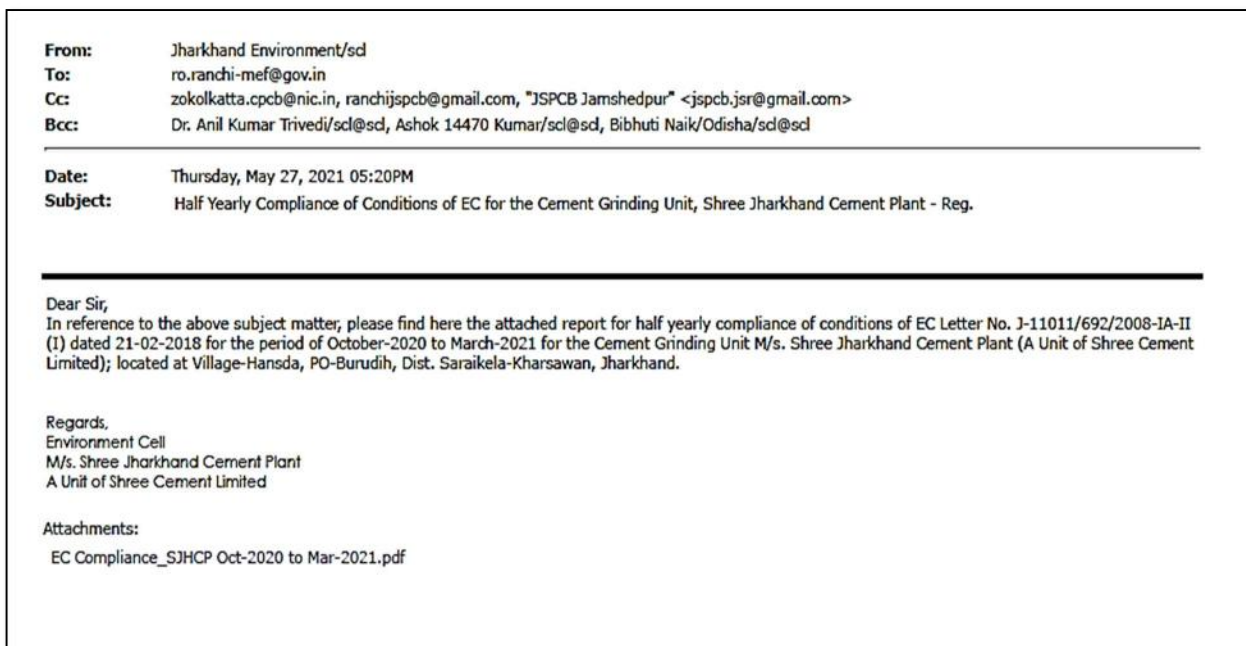 From: Jharkhand Environment/scl
To: ro.ranchi-mef@gov.in
Cc: zokolkatta.cpcb@nic.in, ranchijspcb@gmail.com, "JSPCB Jamshedpur" <jspcb.jsr@gmail.com>
Bcc: Dr. Anil Kumar Trivedi/scl@scl, Ashok 14470 Kumar/scl@scl, Bibhuti Naik/Odisha/scl@scl
Date: Thursday, May 27, 2021 05:20PM
Subject: Half Yearly Compliance of Conditions of EC for the Cement Grinding Unit, Shree Jharkhand Cement Plant - Reg.
Dear Sir,
In reference to the above subject matter, please find here the attached report for half yearly compliance of conditions of EC Letter No. J-11011/692/2008-IA-II
(I) dated 21-02-2018 for the period of October-2020 to March-2021 for the Cement Grinding Unit M/s. Shree Jharkhand Cement Plant (A Unit of Shree Cement
Limited); located at Village-Hansda, PO-Burudih, Dist. Saraikela-Kharsawan, Jharkhand.
Regards,
Environment Cell
M/s. Shree Jharkhand Cement Plant
A Unit of Shree Cement Limited
Attachments:
EC Compliance_SJHCP Oct-2020 to Mar-2021.pdf